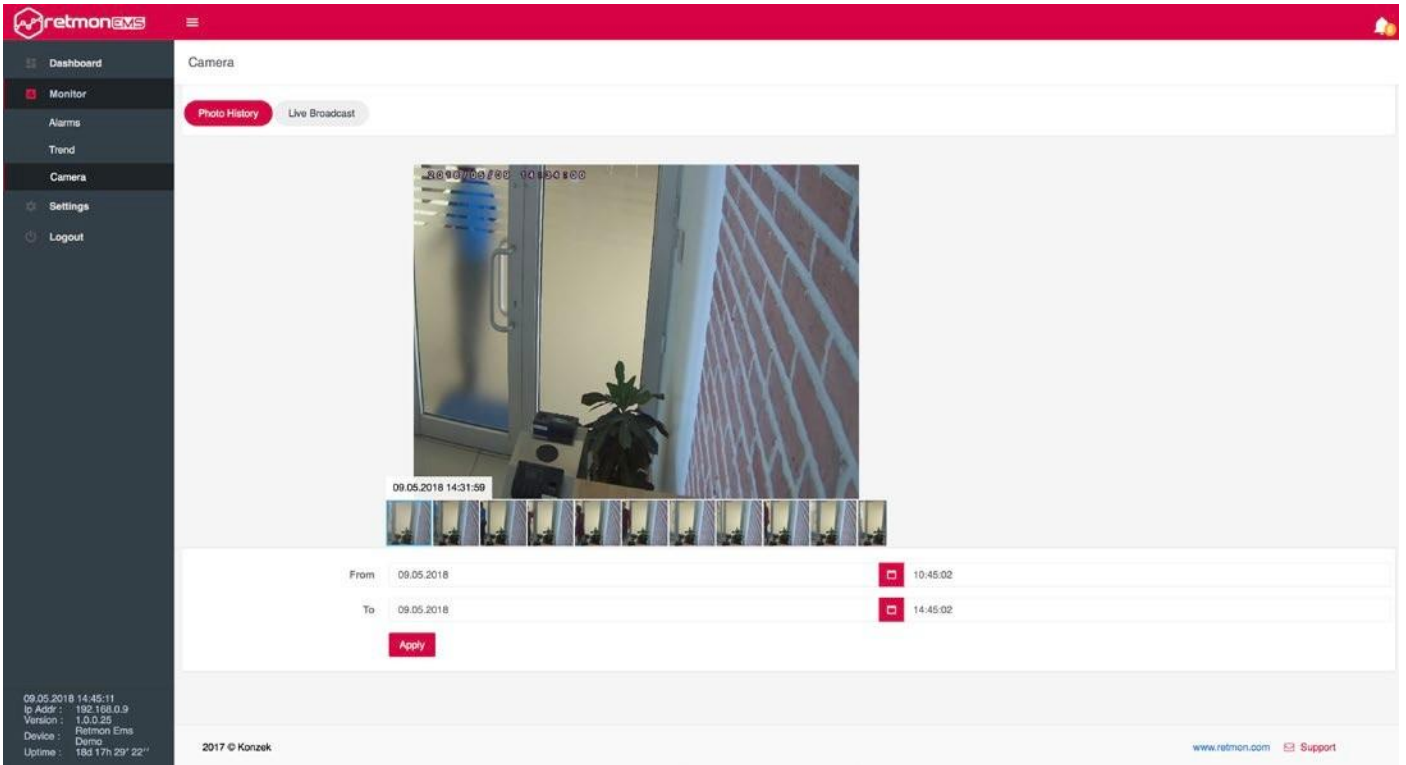 retmonEMS
Dashboard
Camera
Monitor
Photo History
Live Broadcast
Alarms
Trend
Camera
Settings
Logout
09.05.2018 14:31:59
From
09.05.2018
10:45:02
To
09.05.2018
14:45:02
Apply
09.05.2018 14:45:11
Ip Addr : 192.168.0.9
Version : 1.0.0.25
Device : Retmon Ems
Demo
Uptime : 18d 17h 29" 22''
2017 © Konzek
www.retmon.com
Support